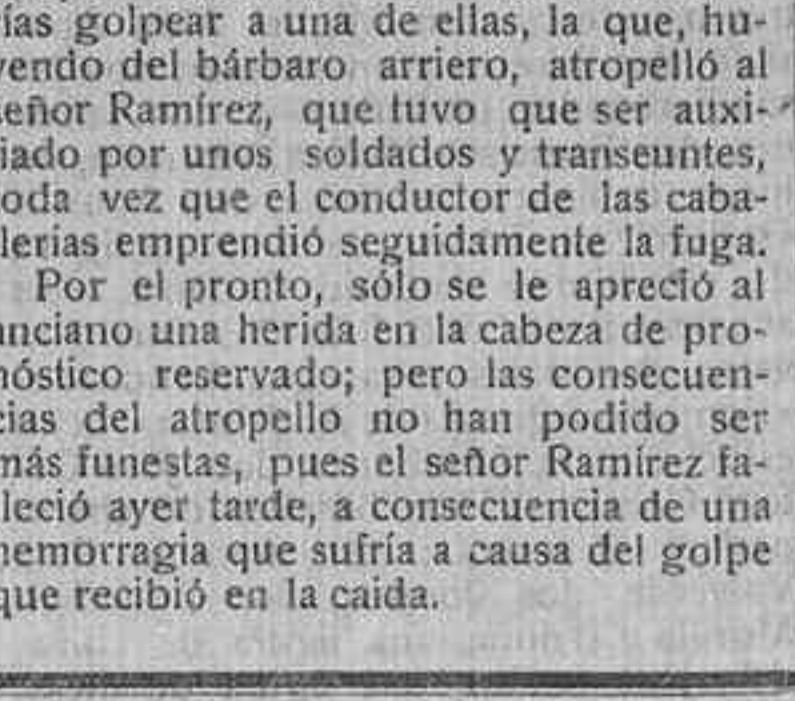 ías golpear a una de ellas, la que, hu-
yendo del bárbaro arriero, atropelló al
señor Ramírez, que tuvo que ser auxi-
iado por unos soldados y transeuntes,
oda vez que el conductor de las caba-
lerias emprendió seguidamente la fuga.
Por el pronto, sólo se le apreció al
anciano una herida en la cabeza de pro-
nóstico reservado; pero las consecuen-
cias del atropello no han podido ser
más funestas, pues el señor Ramírez fa-
leció ayer tarde, a consecuencia de una
hemorragia que sufría a causa del golpe
que recibió en la caida.